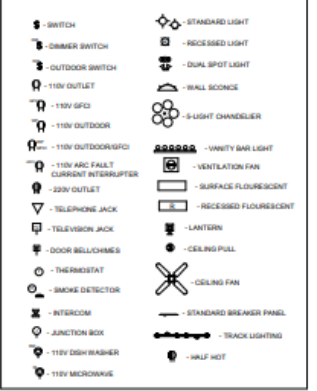 $ - SWITCH
$ - DIMMER SWITCH
$ - OUTDOOR SWITCH
- 110V OUTLET
- 110V GFCI
- 110V OUTDOOR
- 110V OUTDOOR/GFCI
- 110V ARC FAULT
CURRENT INTERRUPTER
- 220V OUTLET
- TELEPHONE JACK
- TELEVISION JACK
- DOOR BELL/CHIMES
- THERMOSTAT
- SMOKE DETECTOR
- INTERCOM
- JUNCTION BOX
- 110V DISH WASHER
- 110V MICROWAVE
- STANDARD LIGHT
- RECESSED LIGHT
- DUAL SPOT LIGHT
- WALL SCONCE
- 5-LIGHT CHANDELIER
- VANITY BAR LIGHT
- VENTILATION FAN
- SURFACE FLOURESCENT
R - RECESSED FLOURESCENT
- LANTERN
- CEILING PULL
- CEILING FAN
- STANDARD BREAKER PANEL
- TRACK LIGHTING
- HALF HOT